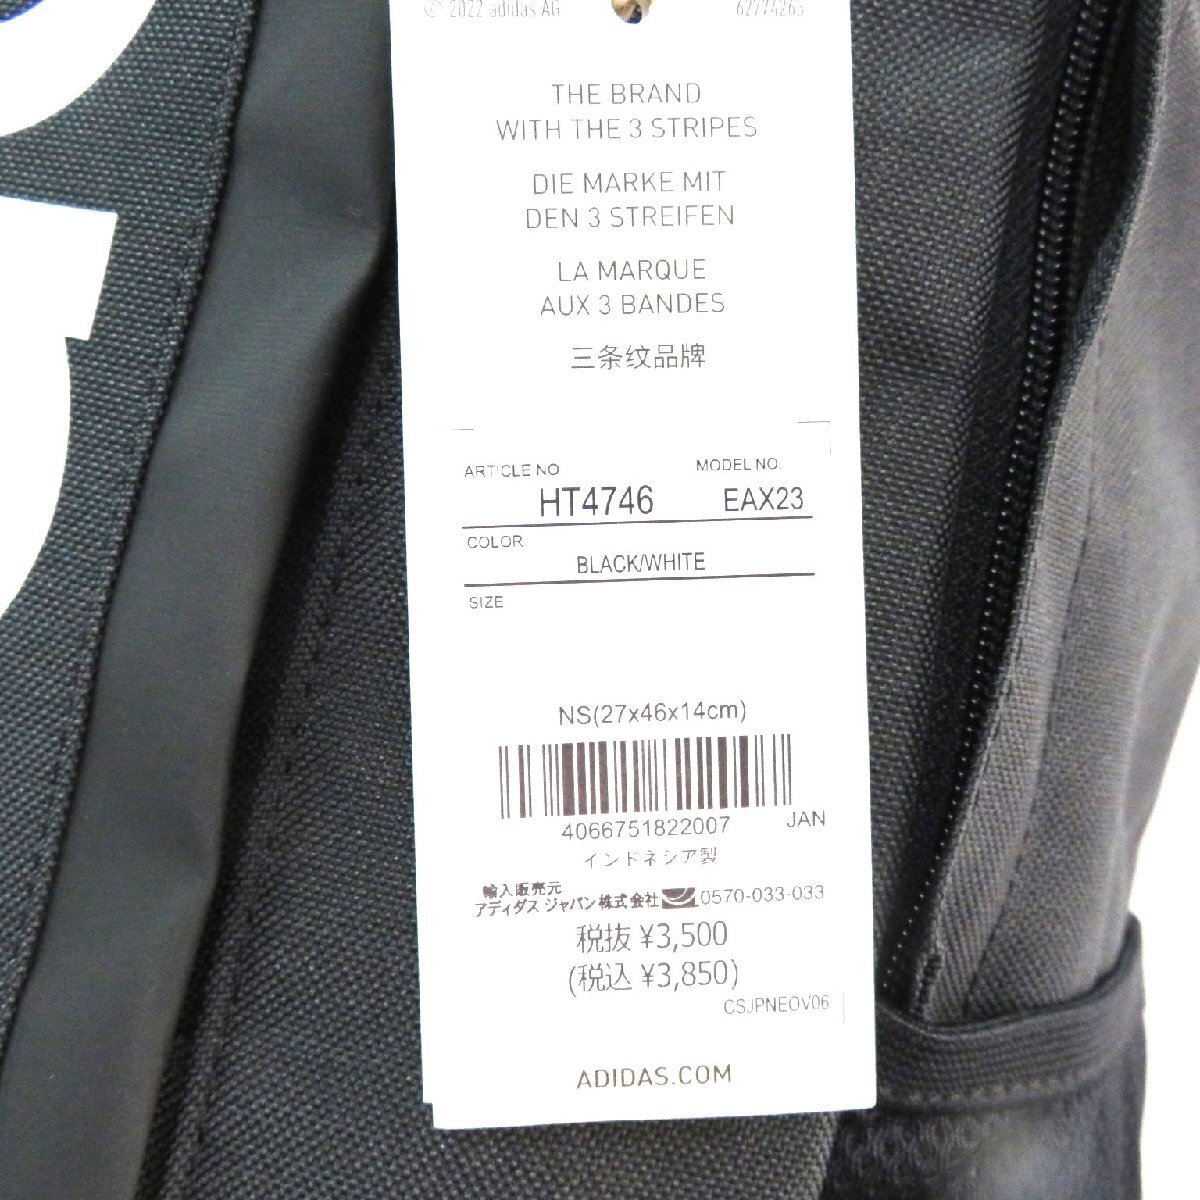 © 2022 adidas AG
62774263
THE BRAND
WITH THE 3 STRIPES
DIE MARKE MIT
DEN 3 STREIFEN
LA MARQUE
AUX 3 BANDES
三条纹品牌
ARTICLE NO
MODEL NO.
HT4746
EAX23
COLOR
BLACK/WHITE
SIZE
NS(27x46x14cm)
4066751822007
JAN
インドネシア製
輸入販売元
アディダス ジャパン株式会社 0570-033-033
税抜 ¥3,500
(税込 ¥3,850)
CSJPNEOV06
ADIDAS.COM